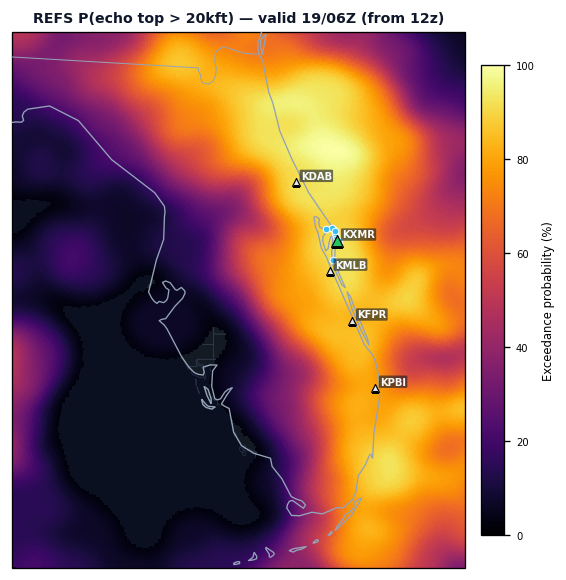 REFS P(echo top > 20kft) — valid 19/06Z (from 12z)
KDAB
KXMR
KMLB
KFPR
KPBI
100
80
60
40
20
0
Exceedance probability (%)